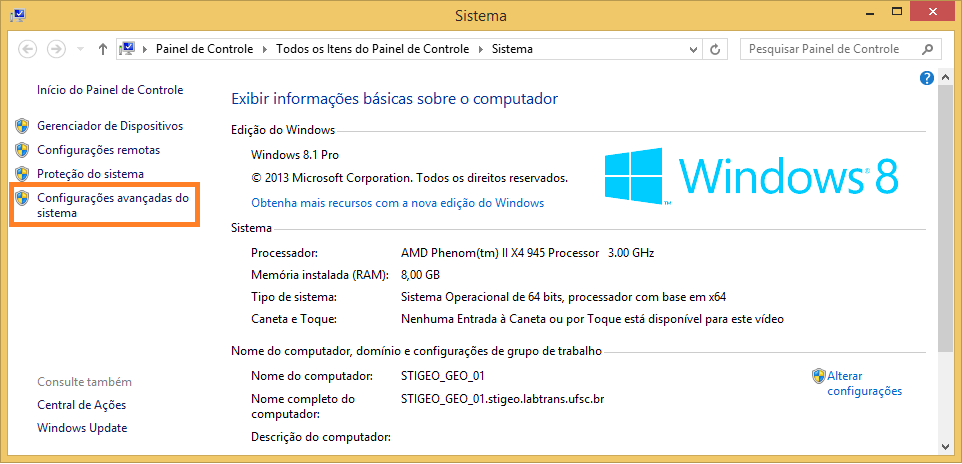 Sistema
Painel de Controle Todos os Itens do Painel de Controle Sistema
Pesquisar Painel de Controle
Início do Painel de Controle
Gerenciador de Dispositivos
Configurações remotas
Proteção do sistema
Configurações avançadas do
sistema
Consulte também
Central de Ações
Windows Update
Exibir informações básicas sobre o computador
Edição do Windows
Windows 8.1 Pro
© 2013 Microsoft Corporation. Todos os direitos reservados.
Obtenha mais recursos com a nova edição do Windows
Windows 8
Sistema
Processador: AMD Phenom(tm) II X4 945 Processor 3.00 GHz
Memória instalada (RAM): 8,00 GB
Tipo de sistema: Sistema Operacional de 64 bits, processador com base em x64
Caneta e Toque: Nenhuma Entrada à Caneta ou por Toque está disponível para este vídeo
Nome do computador, domínio e configurações de grupo de trabalho
Nome do computador: STIGEO_GEO_01
Alterar
configurações
Nome completo do
computador: STIGEO_GEO_01.stigeo.labtrans.ufsc.br
Descrição do computador: